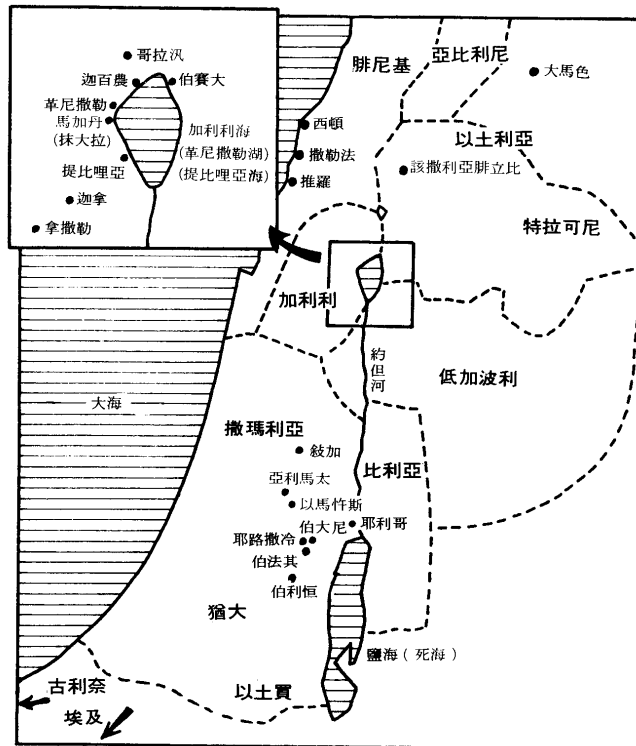 哥拉汎
迦百農
伯賽大
革尼撒勒
馬加丹
(抹大拉)
加利利海
(革尼撒勒湖)
(提比哩亞海)
提比哩亞
迦拿
拿撒勒
腓尼基
亞比利尼
大馬色
西頓
以土利亞
撒勒法
該撒利亞腓立比
推羅
特拉可尼
加利利
約但河
低加波利
大海
撒瑪利亞
敍加
比利亞
亞利馬太
以馬忤斯
伯大尼
耶利哥
耶路撒冷
伯法其
伯利恒
猶大
鹽海(死海)
古利奈
以土買
埃及